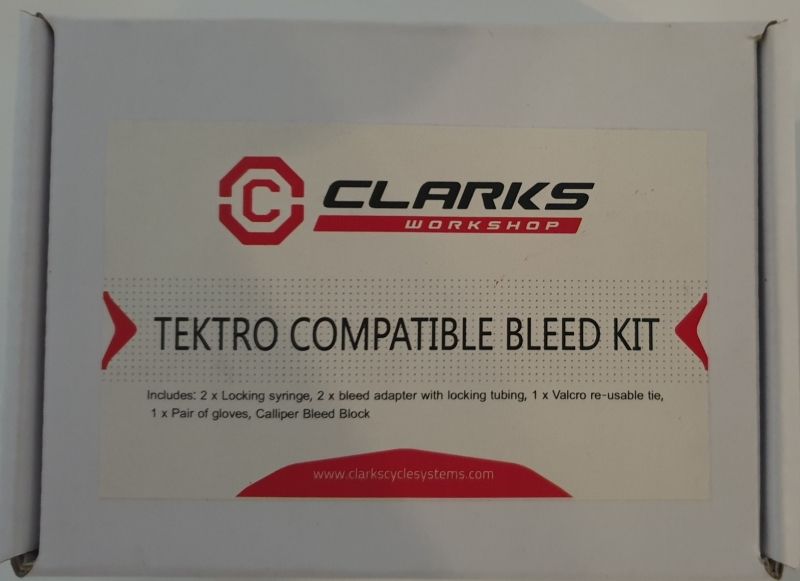 C CLARKS
WORKSHOP
TEKTRO COMPATIBLE BLEED KIT
Includes: 2 x Locking syringe, 2 x bleed adapter with locking tubing, 1 x Valcro re-usable tie,
1 x Pair of gloves, Calliper Bleed Block
www.clarkscyclesystems.com